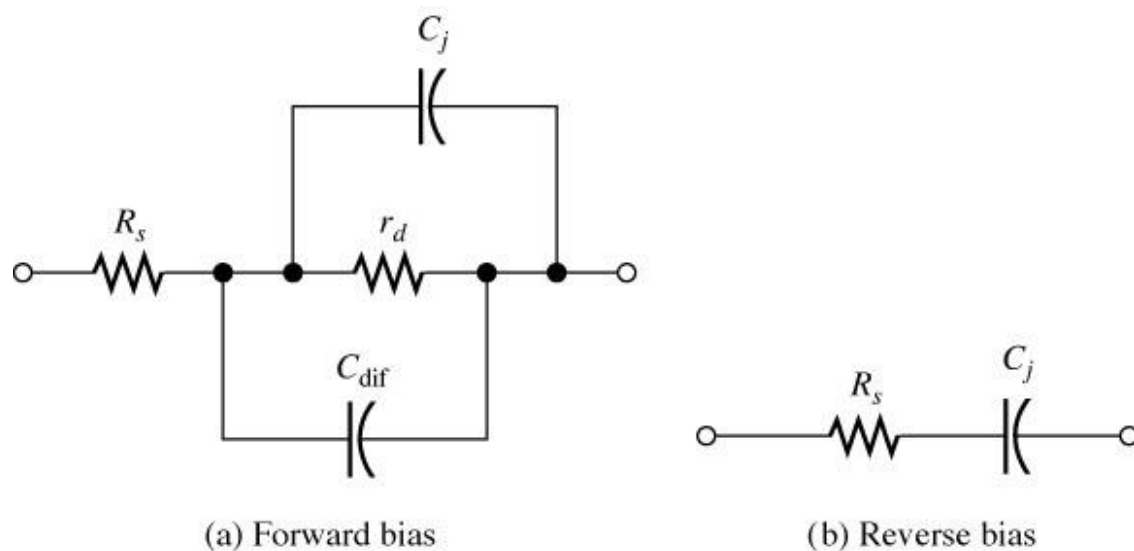 C_j
R_s
r_d
C_dif
(a) Forward bias
R_s
C_j
(b) Reverse bias